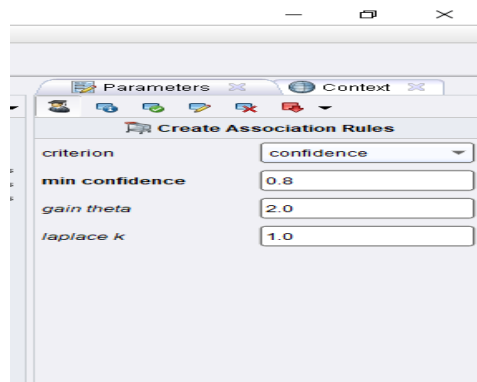 Parameters Context
Create Association Rules
criterion confidence
min confidence 0.8
gain theta 2.0
laplace k 1.0